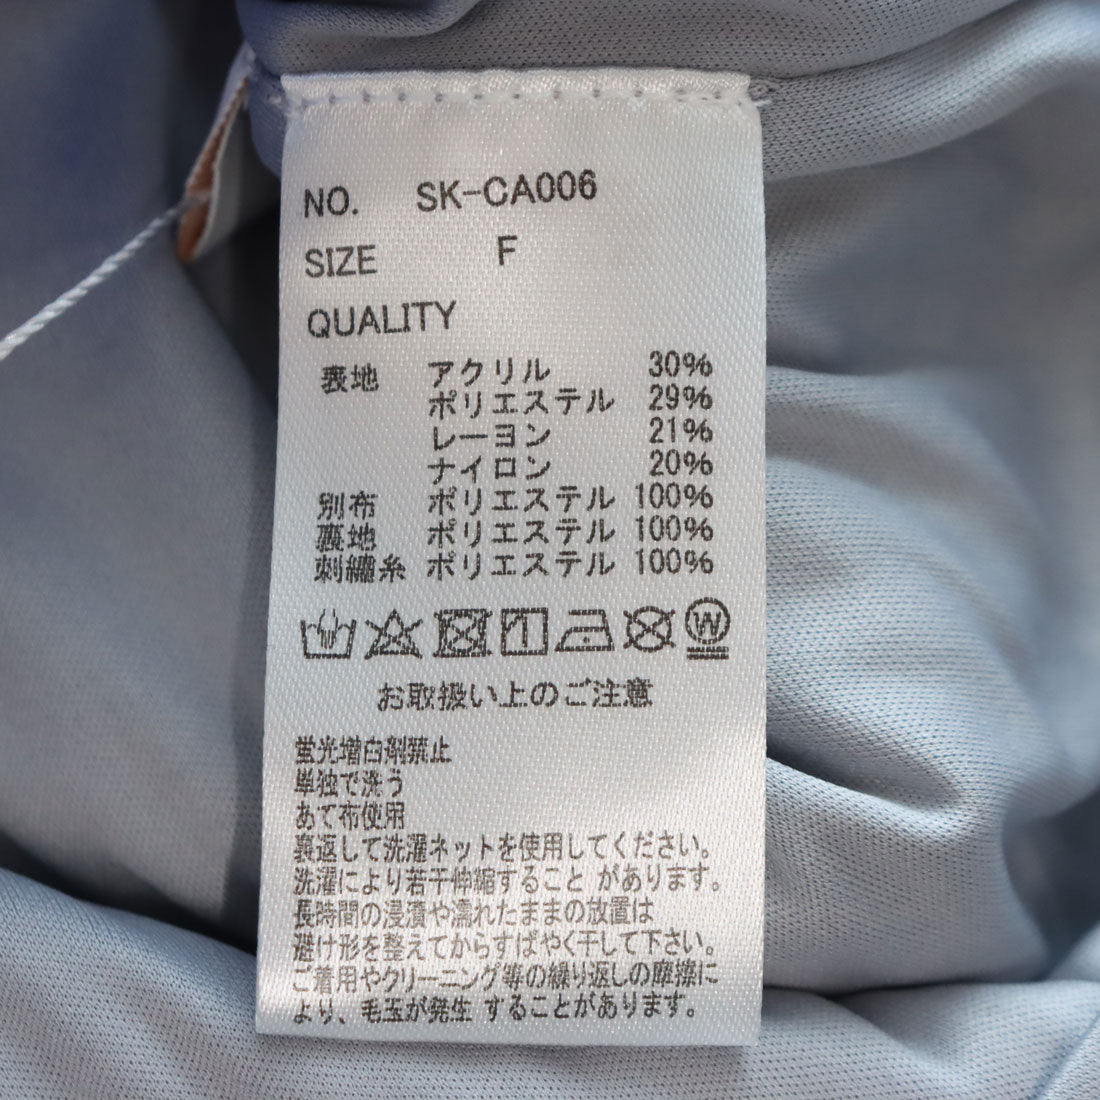 NO. SK-CA006
SIZE F
QUALITY
表地 アクリル 30%
ポリエステル 29%
レーヨン 21%
ナイロン 20%
別布 ポリエステル 100%
裏地 ポリエステル 100%
刺繍糸 ポリエステル 100%
W
お取扱い上のご注意
蛍光増白剤禁止
単独で洗う
あて布使用
裏返して洗濯ネットを使用してください。
洗濯により若干伸縮すること があります。
長時間の浸漬や濡れたままの放置は
避け形を整えてからすばやく干して下さい。
ご着用やクリーニング等の繰り返しの摩擦に
より、毛玉が発生 することがあります。